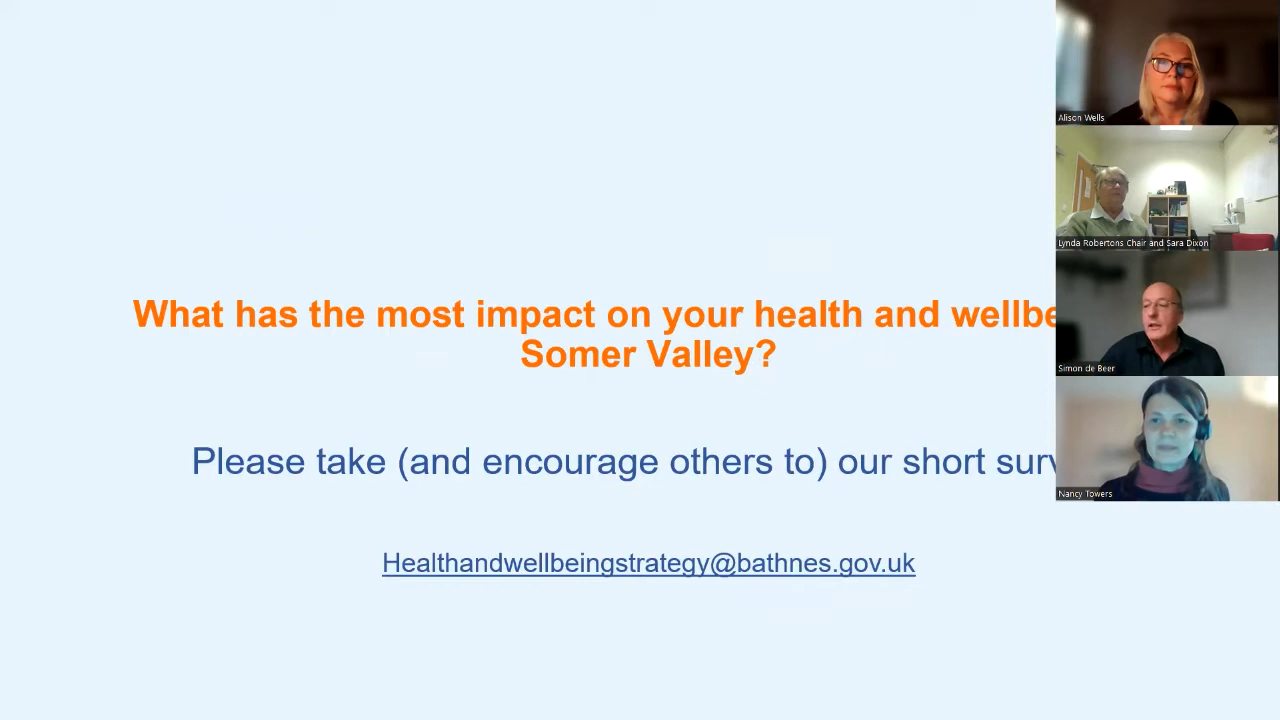 What has the most impact on your health and wellbe
Somer Valley?
Please take (and encourage others to) our short surv
Healthandwellbeingstrategy@bathnes.gov.uk
Alison Wells
Lynda Robertons Chair and Sara Dixon
Simon de Beer
Nancy Towers